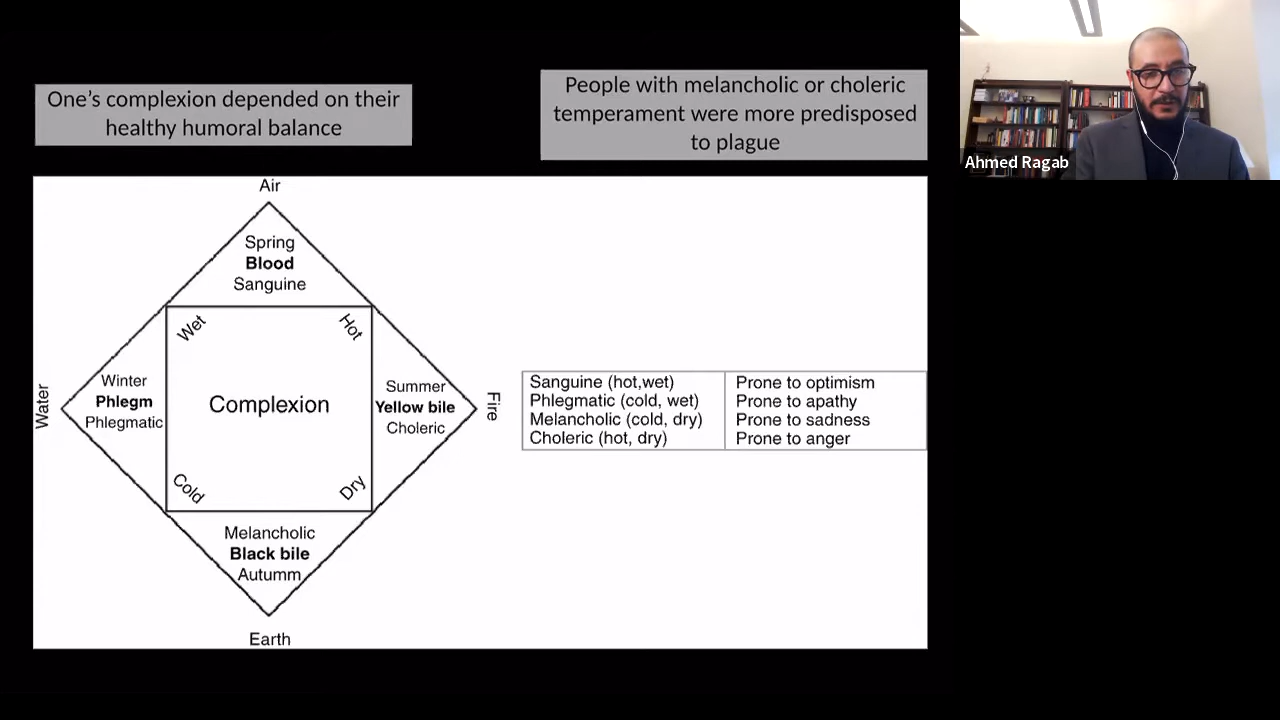 One's complexion depended on their
healthy humoral balance
People with melancholic or choleric
temperament were more predisposed
to plague
Ahmed Ragab
Air
Spring
Blood
Sanguine
Wet
Hot
Water
Winter
Phlegm
Phlegmatic
Complexion
Summer
Yellow bile
Choleric
Fire
Cold
Dry
Melancholic
Black bile
Autumm
Earth
Sanguine (hot,wet) Prone to optimism
Phlegmatic (cold, wet) Prone to apathy
Melancholic (cold, dry) Prone to sadness
Choleric (hot, dry) Prone to anger